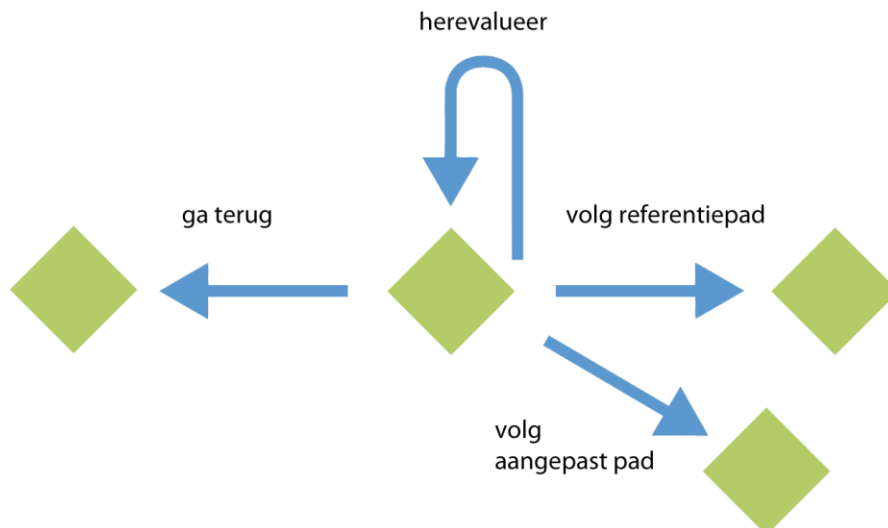 herevalueer
ga terug
volg referentiepad
volg
aangepast pad